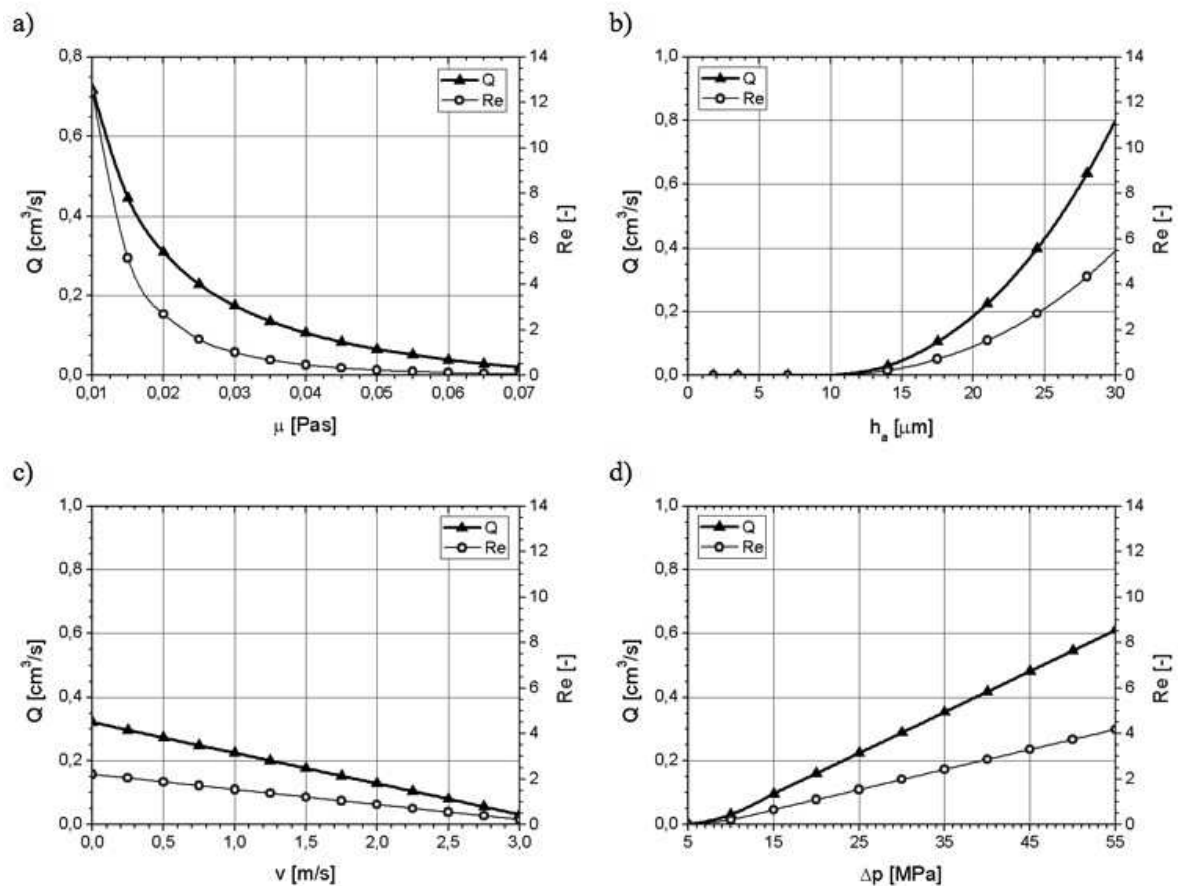 a)
0,8
0,6
0,4
0,2
0,0
Q [cm³/s]
14
12
10
8
6
4
2
0
Re [-]
Q
Re
0,01 0,02 0,03 0,04 0,05 0,06 0,07
μ [Pas]
b)
1,0
0,8
0,6
0,4
0,2
0,0
Q [cm³/s]
14
12
10
8
6
4
2
0
Re [-]
Q
Re
0 5 10 15 20 25 30
hₐ [μm]
c)
1,0
0,8
0,6
0,4
0,2
0,0
Q [cm³/s]
14
12
10
8
6
4
2
0
Re [-]
Q
Re
0,0 0,5 1,0 1,5 2,0 2,5 3,0
v [m/s]
d)
1,0
0,8
0,6
0,4
0,2
0,0
Q [cm³/s]
14
12
10
8
6
4
2
0
Re [-]
Q
Re
5 15 25 35 45 55
Δp [MPa]